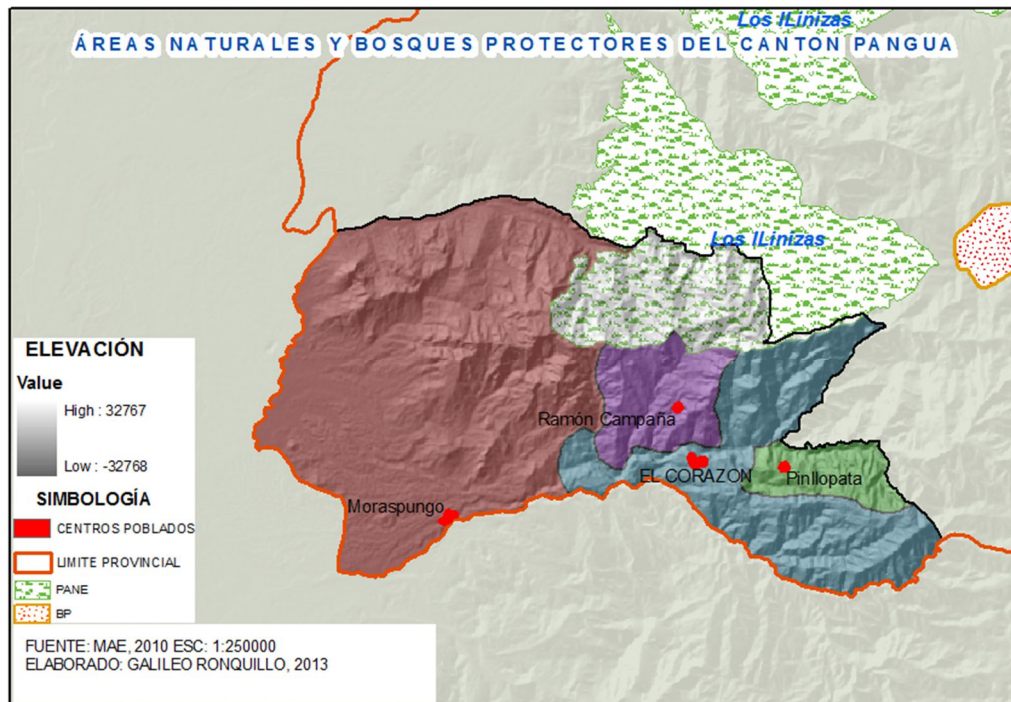 Los ILinizas
ÁREAS NATURALES Y BOSQUES PROTECTORES DEL CANTON PANGUA
Los ILinizas
ELEVACIÓN
Value
High : 32767
Low : -32768
SIMBOLOGÍA
CENTROS POBLADOS
LIMITE PROVINCIAL
PANE
BP
Ramón Campaña
EL CORAZON
Pinllopata
Moraspungo
FUENTE: MAE, 2010 ESC: 1:250000
ELABORADO: GALILEO RONQUILLO, 2013